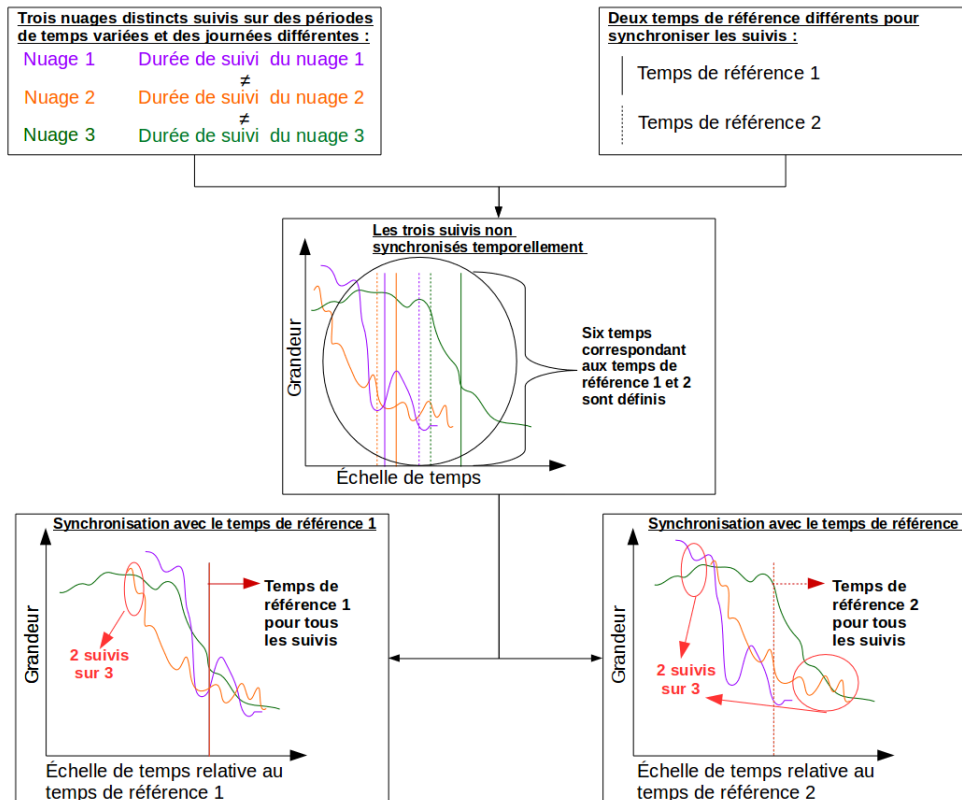 Trois nuages distincts suivis sur des périodes
de temps variées et des journées différentes :
Nuage 1 Durée de suivi du nuage 1
≠
Nuage 2 Durée de suivi du nuage 2
≠
Nuage 3 Durée de suivi du nuage 3
Deux temps de référence différents pour
synchroniser les suivis :
Temps de référence 1
Temps de référence 2
Les trois suivis non
synchronisés temporellement
Grandeur
Échelle de temps
Six temps
correspondant
aux temps de
référence 1 et 2
sont définis
Synchronisation avec le temps de référence 1
Grandeur
Temps de
référence 1
pour tous
les suivis
2 suivis
sur 3
Échelle de temps relative au
temps de référence 1
Synchronisation avec le temps de référence
Grandeur
Temps de
référence 2
pour tous
les suivis
2 suivis
sur 3
Échelle de temps relative au
temps de référence 2